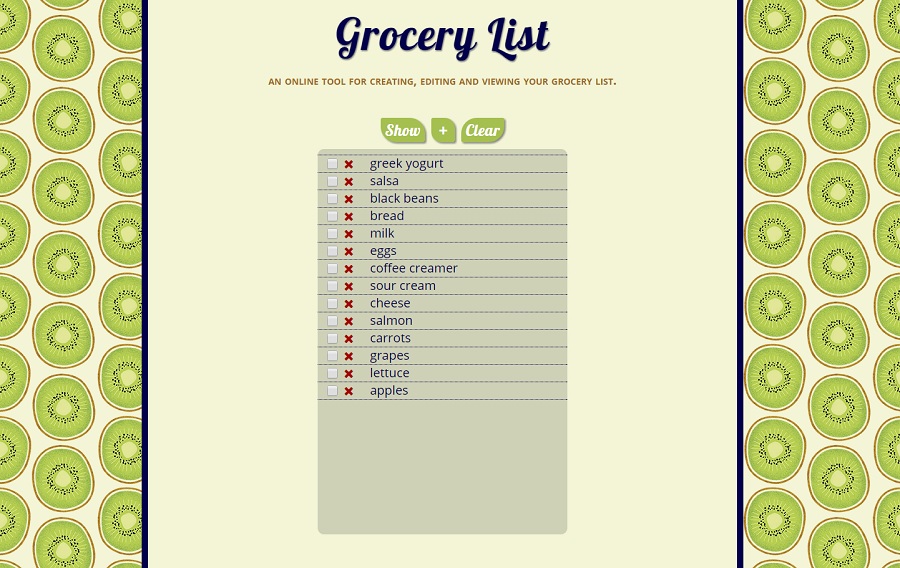 Grocery List
AN ONLINE TOOL FOR CREATING, EDITING AND VIEWING YOUR GROCERY LIST.
Show + Clear
greek yogurt
salsa
black beans
bread
milk
eggs
coffee creamer
sour cream
cheese
salmon
carrots
grapes
lettuce
apples